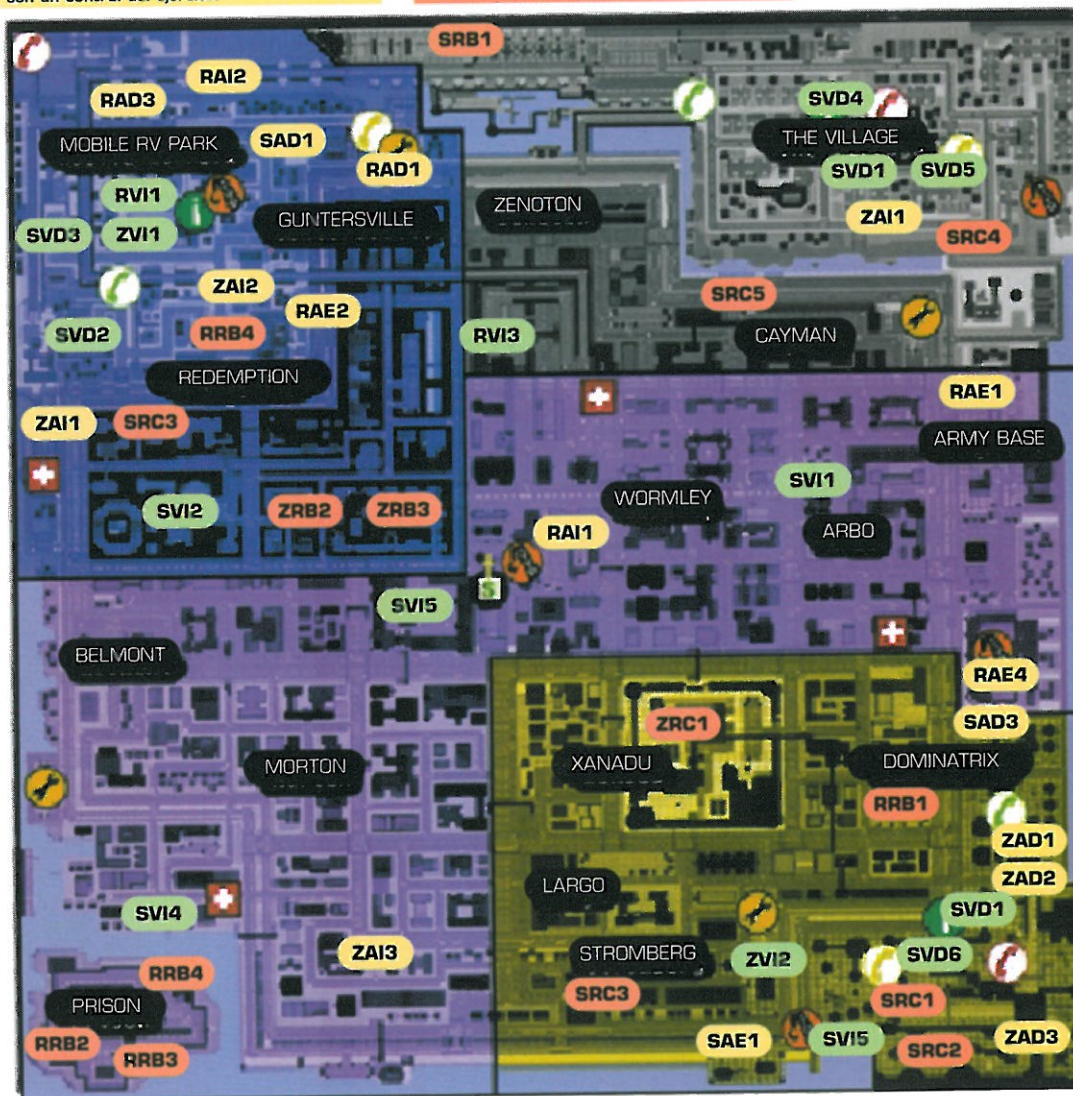 SRB1
RAI2
RAD3
SVD4
MOBILE RV PARK
SAD1
THE VILLAGE
RAD1
SVD1
SVD5
RVI1
GUNTERSVILLE
ZENOTON
ZAI1
SVD3
ZVI1
SRC4
ZAI2
SRC5
RAE2
SVD2
RRB4
RVI3
CAYMAN
REDEMPTION
RAE1
ZAI1
SRC3
ARMY BASE
SVI1
WORMLEY
SVI2
ZRB2
ZRB3
RAI1
ARBO
$
SVI5
BELMONT
RAE4
ZRC1
SAD3
MORTON
XANADU
DOMINATRIX
RRB1
ZAD1
ZAD2
LARGO
SVI4
SVD1
ZAI3
STROMBERG
ZVI2
SVD6
RRB4
SRC3
SRC1
PRISON
RRB2
RRB3
SAE1
SVI5
SRC2
ZAD3